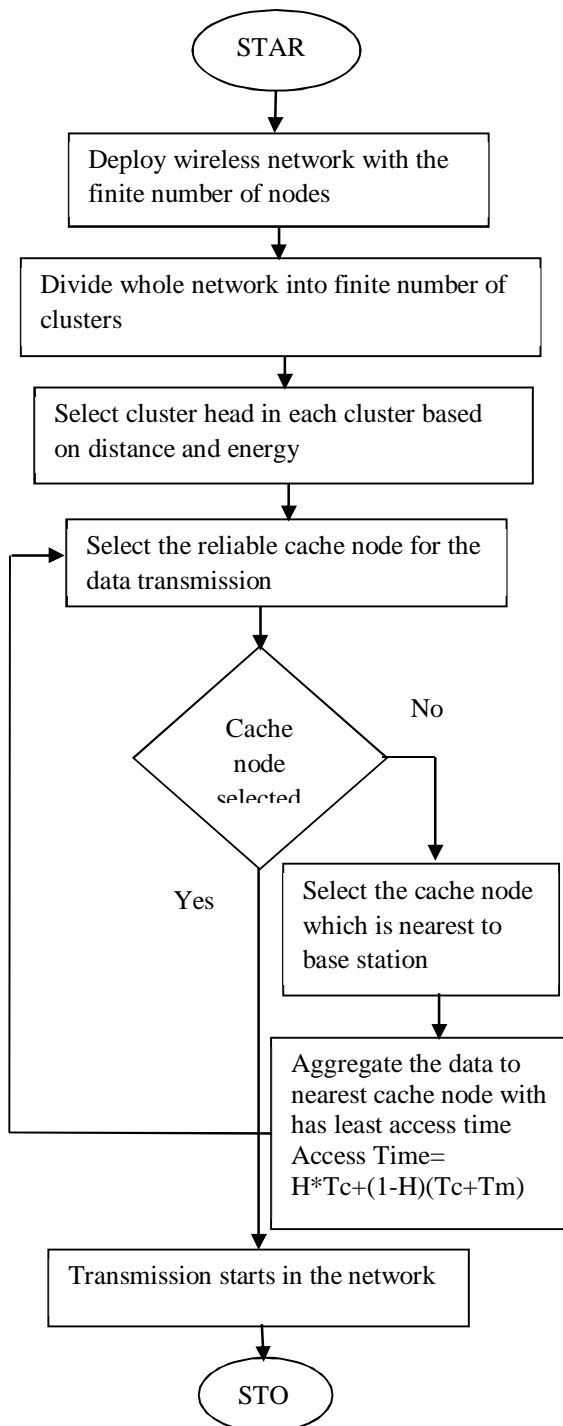 STAR
Deploy wireless network with the
finite number of nodes
Divide whole network into finite number of
clusters
Select cluster head in each cluster based
on distance and energy
Select the reliable cache node for the
data transmission
Cache
node
selected
No
Yes
Select the cache node
which is nearest to
base station
Aggregate the data to
nearest cache node with
has least access time
Access Time=
H*Tc+(1-H)(Tc+Tm)
Transmission starts in the network
STO